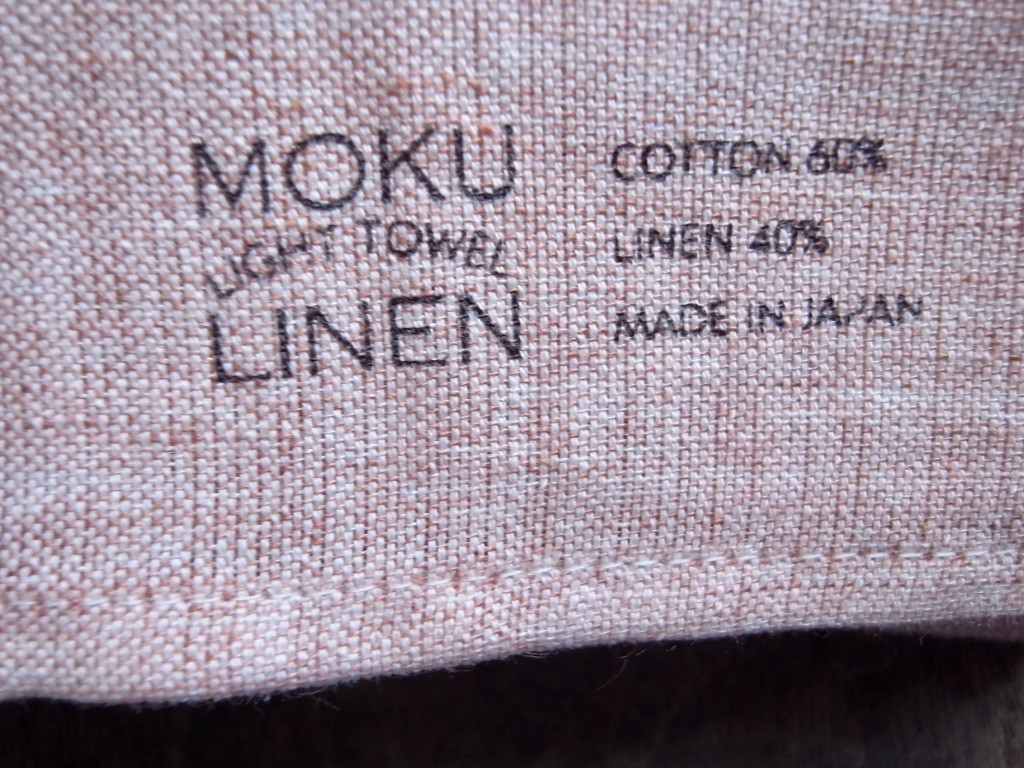 MOKU
LIGHT TOWEL
LINEN
COTTON 60%
LINEN 40%
MADE IN JAPAN